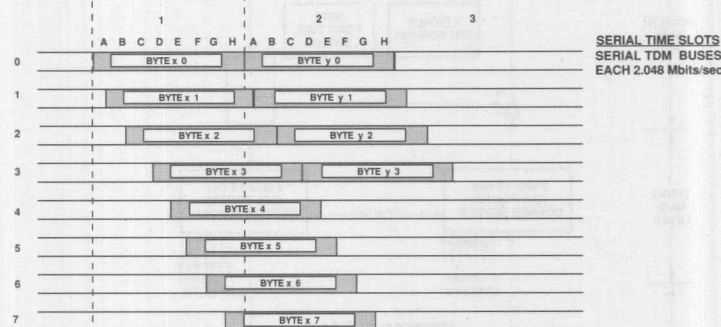 1 2 3
A B C D E F G H A B C D E F G H
SERIAL TIME SLOTS
SERIAL TDM BUSES
EACH 2.048 Mbits/sec
0 BYTE x 0 BYTE y 0
1 BYTE x 1 BYTE y 1
2 BYTE x 2 BYTE y 2
3 BYTE x 3 BYTE y 3
4 BYTE x 4
5 BYTE x 5
6 BYTE x 6
7 BYTE x 7